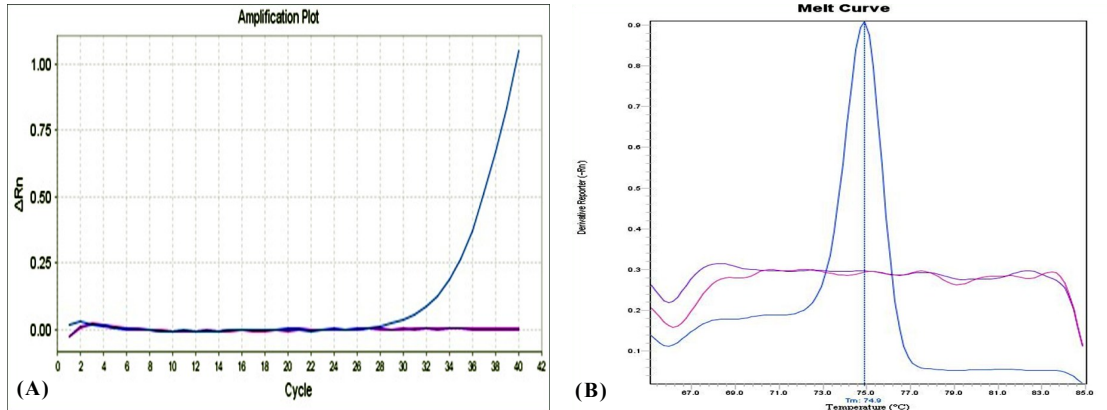 Amplification Plot
ΔRn
1.00
0.75
0.50
0.25
0.00
0 2 4 6 8 10 12 14 16 18 20 22 24 26 28 30 32 34 36 38 40 42
Cycle
(A)
Melt Curve
Derivative Reporter (-Rn)
0.9
0.8
0.7
0.6
0.5
0.4
0.3
0.2
0.1
67.0 69.0 71.0 73.0 75.0 77.0 79.0 81.0 83.0 85.0
Tm: 74.9
Temperature (°C)
(B)